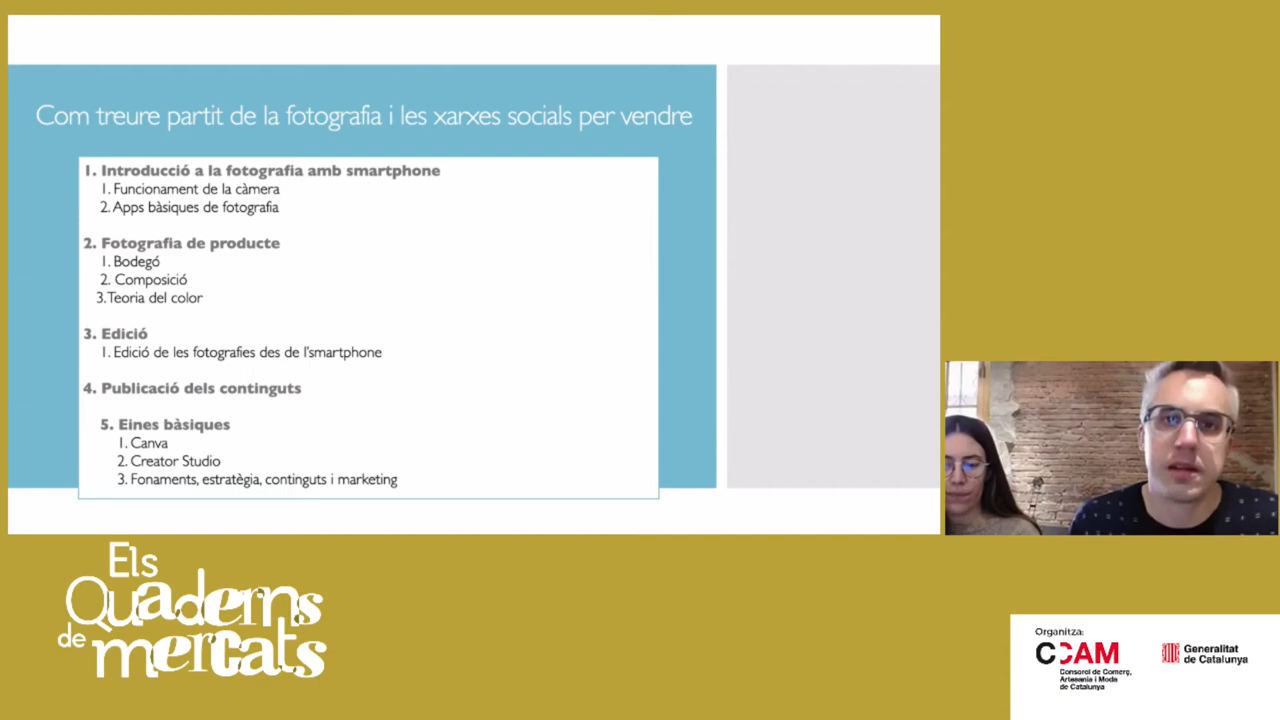 Com treure partit de la fotografia i les xarxes socials per vendre
1. Introducció a la fotografia amb smartphone
1. Funcionament de la càmera
2. Apps bàsiques de fotografia
2. Fotografia de producte
1. Bodegó
2. Composició
3. Teoria del color
3. Edició
1. Edició de les fotografies des de l'smartphone
4. Publicació dels continguts
5. Eines bàsiques
1. Canva
2. Creator Studio
3. Fonaments, estratègia, continguts i marketing
Els
Quaderns
de mercats
Organitza:
CCAM
Consorci de Comerç,
Artesania i Moda
de Catalunya
Generalitat
de Catalunya